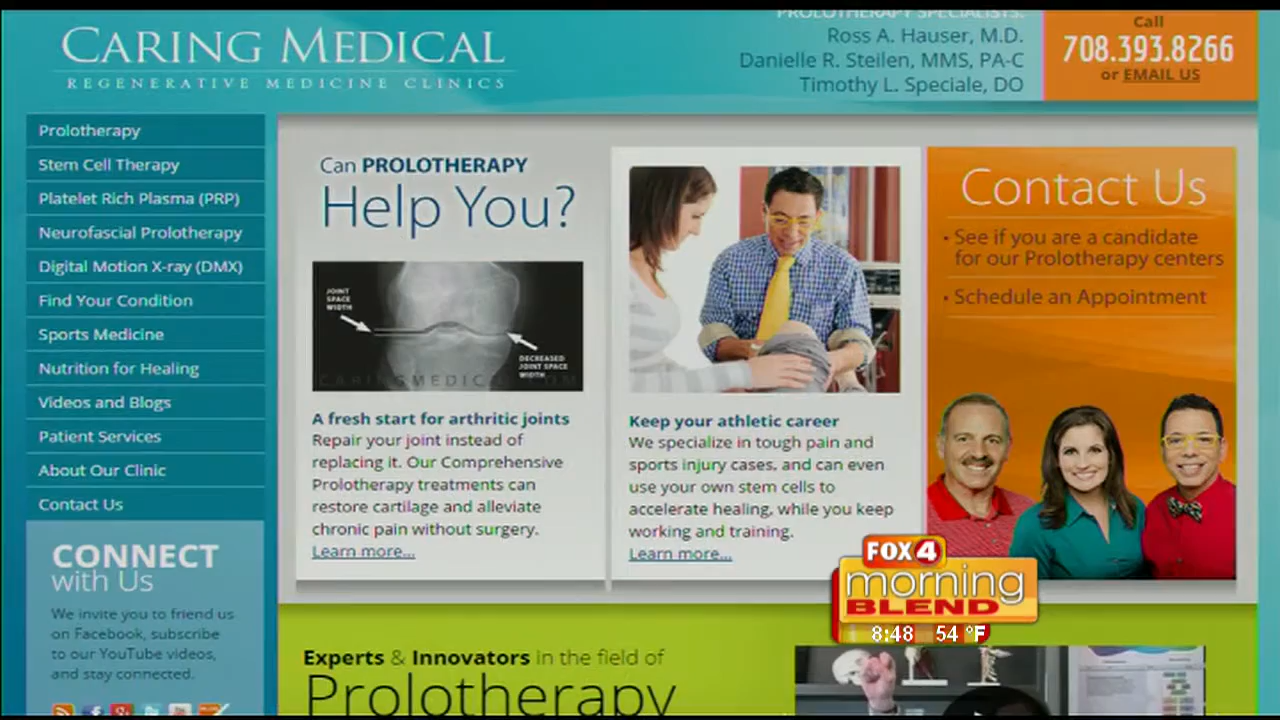 CARING MEDICAL
REGENERATIVE MEDICINE CLINICS
PROLOTHERAPY SPECIALISTS:
Ross A. Hauser, M.D.
Danielle R. Steilen, MMS, PA-C
Timothy L. Speciale, DO
Call
708.393.8266
or EMAIL US
Prolotherapy
Stem Cell Therapy
Platelet Rich Plasma (PRP)
Neurofascial Prolotherapy
Digital Motion X-ray (DMX)
Find Your Condition
Sports Medicine
Nutrition for Healing
Videos and Blogs
Patient Services
About Our Clinic
Contact Us
CONNECT
with Us
We invite you to friend us
on Facebook, subscribe
to our YouTube videos,
and stay connected.
Can PROLOTHERAPY
Help You?
JOINT
SPACE
WIDTH
DECREASED
JOINT SPACE
WIDTH
CARINGMEDICAL.COM
A fresh start for arthritic joints
Repair your joint instead of
replacing it. Our Comprehensive
Prolotherapy treatments can
restore cartilage and alleviate
chronic pain without surgery.
Learn more...
Keep your athletic career
We specialize in tough pain and
sports injury cases, and can even
use your own stem cells to
accelerate healing, while you keep
working and training.
Learn more...
Contact Us
• See if you are a candidate
for our Prolotherapy centers
• Schedule an Appointment
FOX 4
morning
BLEND
8:48 54 °F
Experts & Innovators in the field of
Prolotherapy